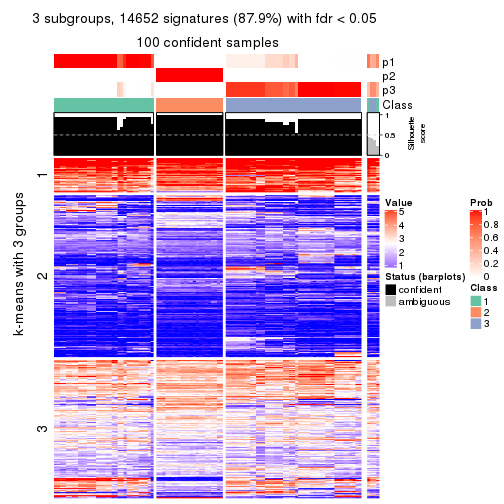 3 subgroups, 14652 signatures (87.9%) with fdr < 0.05
100 confident samples
p1
p2
p3
Class
1
0.5
0
Silhouette
score
k-means with 3 groups
1
2
3
Value
5
4
3
2
1
Status (barplots)
confident
ambiguous
Prob
1
0.8
0.6
0.4
0.2
0
Class
1
2
3